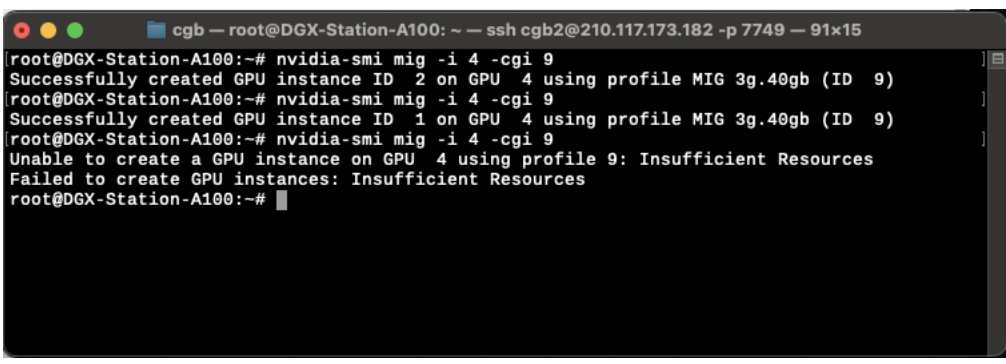 cgb — root@DGX-Station-A100: ~ — ssh cgb2@210.117.173.182 -p 7749 — 91×15
[root@DGX-Station-A100:~# nvidia-smi mig -i 4 -cgi 9 ]
Successfully created GPU instance ID  2 on GPU  4 using profile MIG 3g.40gb (ID  9)
[root@DGX-Station-A100:~# nvidia-smi mig -i 4 -cgi 9 ]
Successfully created GPU instance ID  1 on GPU  4 using profile MIG 3g.40gb (ID  9)
[root@DGX-Station-A100:~# nvidia-smi mig -i 4 -cgi 9 ]
Unable to create a GPU instance on GPU  4 using profile 9: Insufficient Resources
Failed to create GPU instances: Insufficient Resources
root@DGX-Station-A100:~#